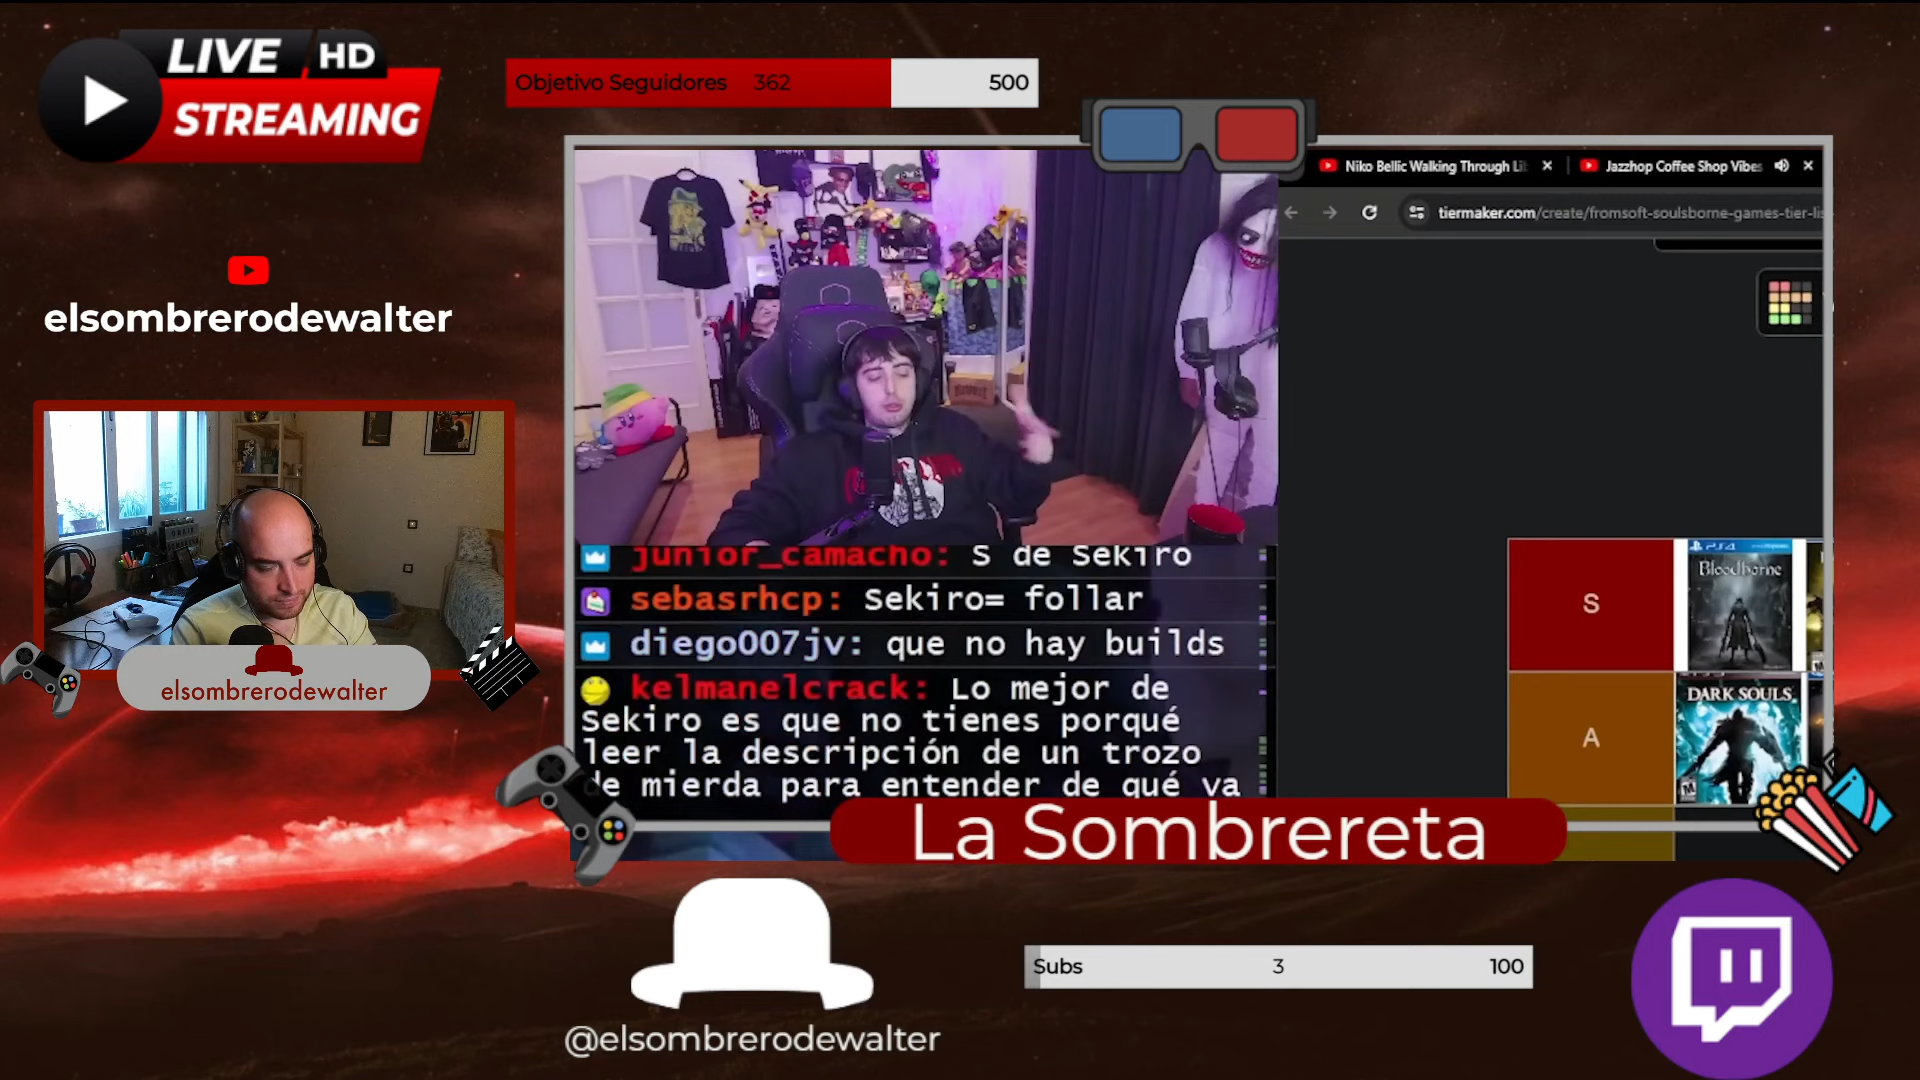 LIVE HD
STREAMING
Objetivo Seguidores 362 500
elsombrerodewalter
Niko Bellic Walking Through Li
Jazzhop Coffee Shop Vibes
tiermaker.com/create/fromsoft-soulsborne-games-tier-lis
junior_camacho: S de Sekiro
sebasrhcp: Sekiro= follar
diego007jv: que no hay builds
kelmanelcrack: Lo mejor de
Sekiro es que no tienes porqué
leer la descripción de un trozo
de mierda para entender de qué va
S
PS4
Bloodborne
A
DARK SOULS
elsombrerodewalter
La Sombrereta
Subs 3 100
@elsombrerodewalter